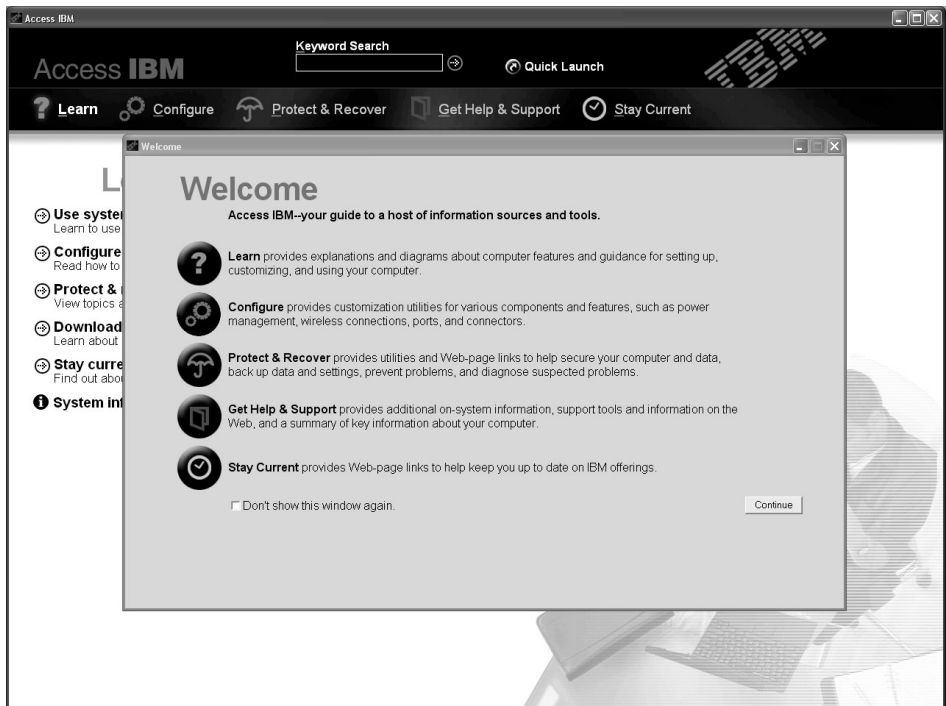 Access IBM
Keyword Search
Access IBM
Quick Launch
IBM
? Learn
Configure
Protect & Recover
Get Help & Support
Stay Current
Welcome
Welcome
Access IBM--your guide to a host of information sources and tools.
Use
Learn to use
Configure
Read how to
Protect &
View topics
Download
Learn about
Stay
Find out
System
? Learn provides explanations and diagrams about computer features and guidance for setting up,
customizing, and using your computer.
Configure provides customization utilities for various components and features, such as power
management, wireless connections, ports, and connectors.
Protect & Recover provides utilities and Web-page links to help secure your computer and data,
back up data and settings, prevent problems, and diagnose suspected problems.
Get Help & Support provides additional on-system information, support tools and information on the
Web, and a summary of key information about your computer.
Stay Current provides Web-page links to help keep you up to date on IBM offerings.
Don't show this window again.
Continue